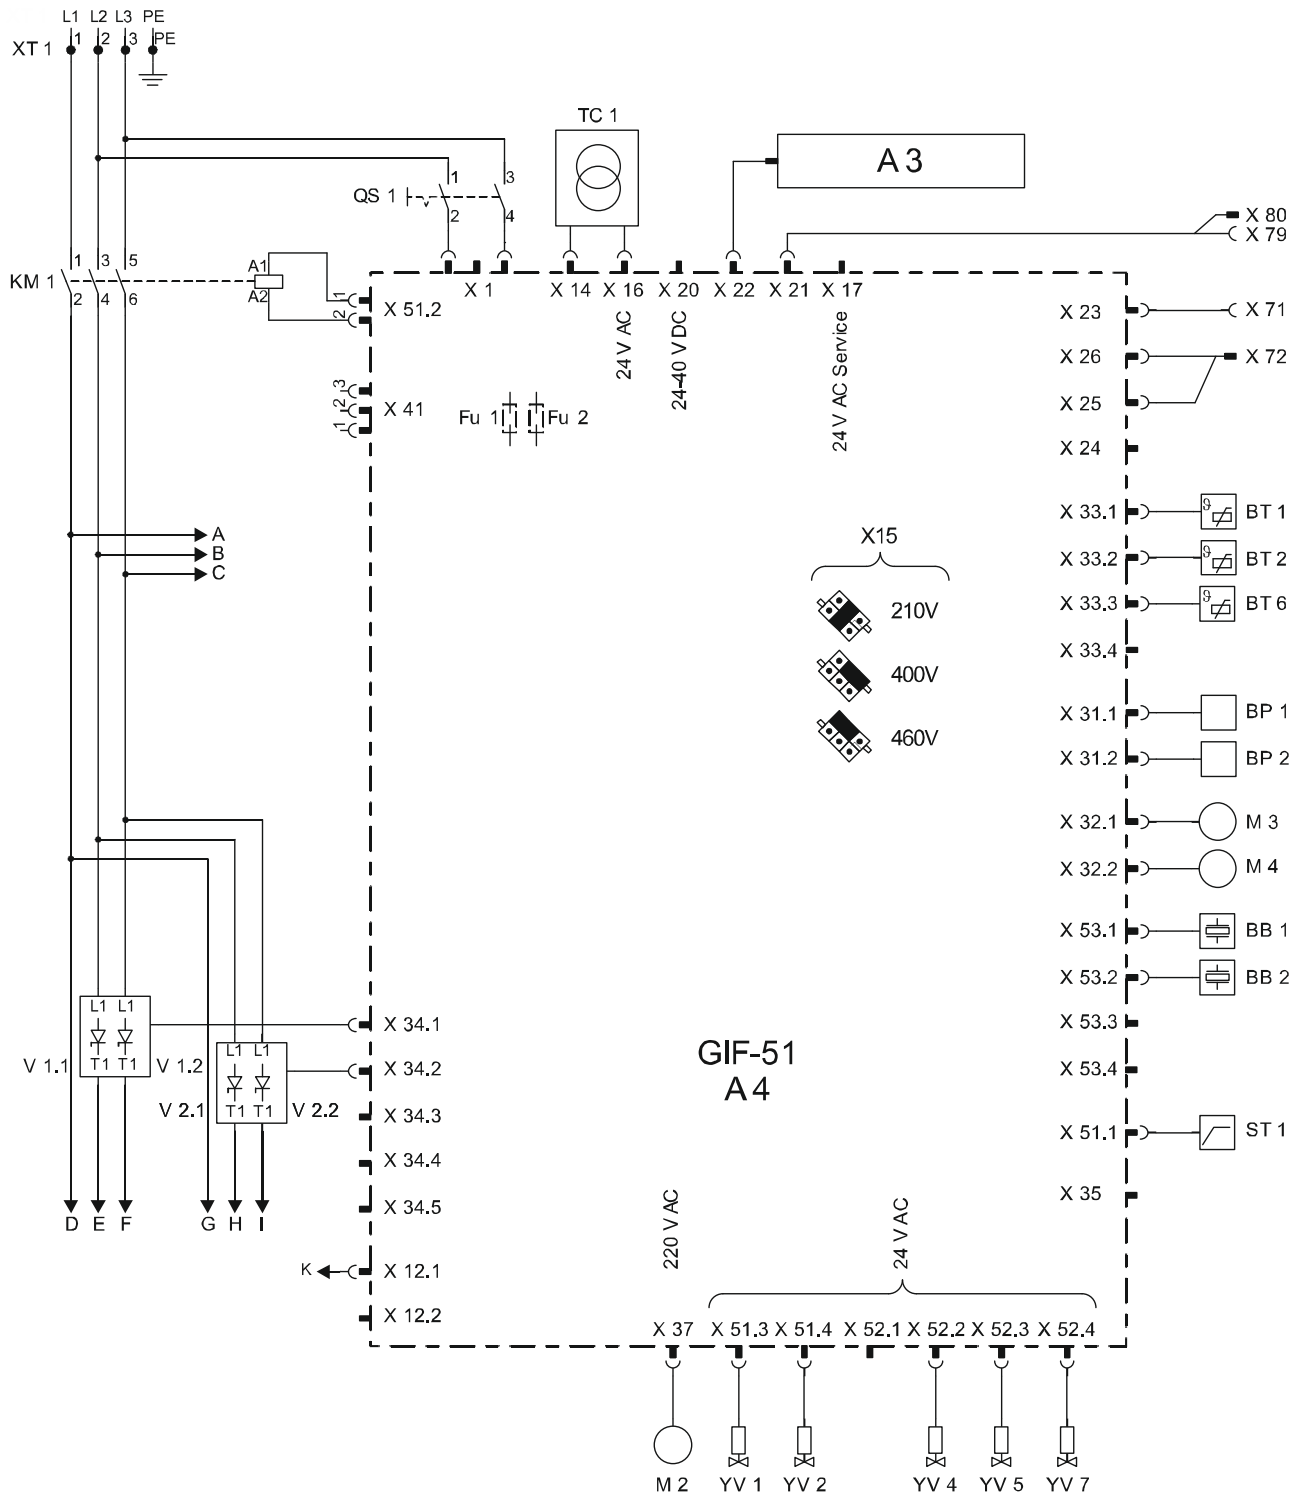 L1 L2 L3 PE
XT 1 1 2 3 PE
TC 1
A 3
QS 1 1 3
2 4
X 80
X 79
KM 1 1 3 5
2 4 6
A1
A2
1
2
X 51.2
X 1 X 14 X 16 X 20 X 22 X 21 X 17
24 V AC
24-40 V DC
24 V AC Service
X 23 X 71
X 26 X 72
X 25
X 24
3
2
1
X 41
Fu 1 Fu 2
X 33.1 ϑ BT 1
X 33.2 ϑ BT 2
X 33.3 ϑ BT 6
X 33.4
A
B
C
X15
210V
400V
460V
X 31.1 BP 1
X 31.2 BP 2
X 32.1 M 3
X 32.2 M 4
X 53.1 BB 1
X 53.2 BB 2
X 53.3
X 53.4
X 51.1 ST 1
X 35
L1 L1
T1 T1
V 1.1 V 1.2
L1 L1
T1 T1
V 2.1 V 2.2
X 34.1
X 34.2
X 34.3
X 34.4
X 34.5
GIF-51
A 4
D E F G H I
K X 12.1
X 12.2
220 V AC
24 V AC
X 37 X 51.3 X 51.4 X 52.1 X 52.2 X 52.3 X 52.4
M 2 YV 1 YV 2 YV 4 YV 5 YV 7